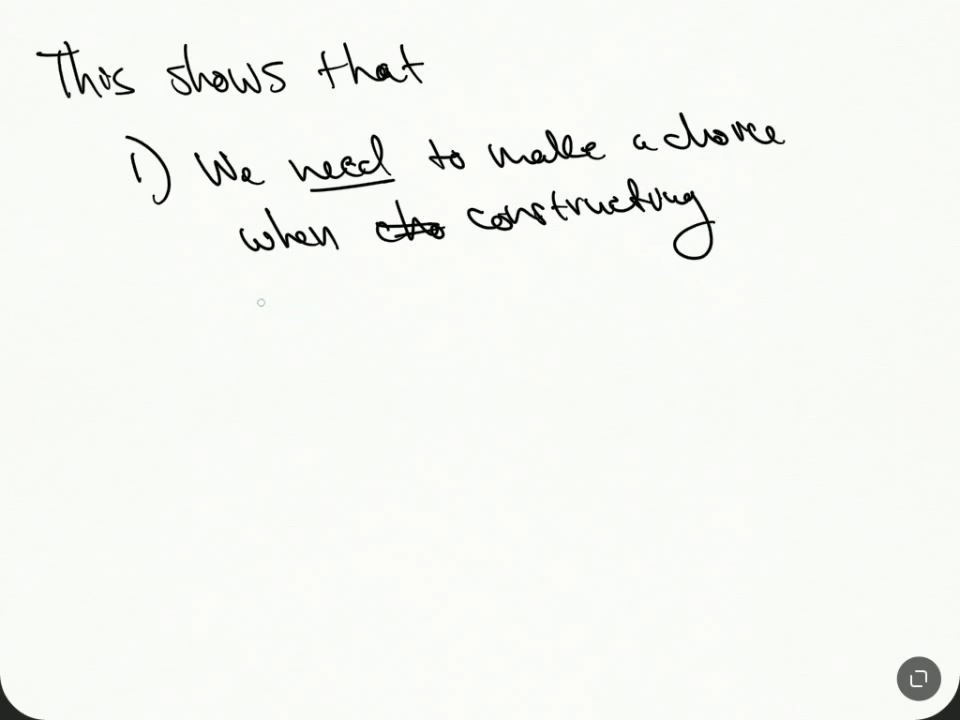 This shows that
1) We need to make a choice
when constructing